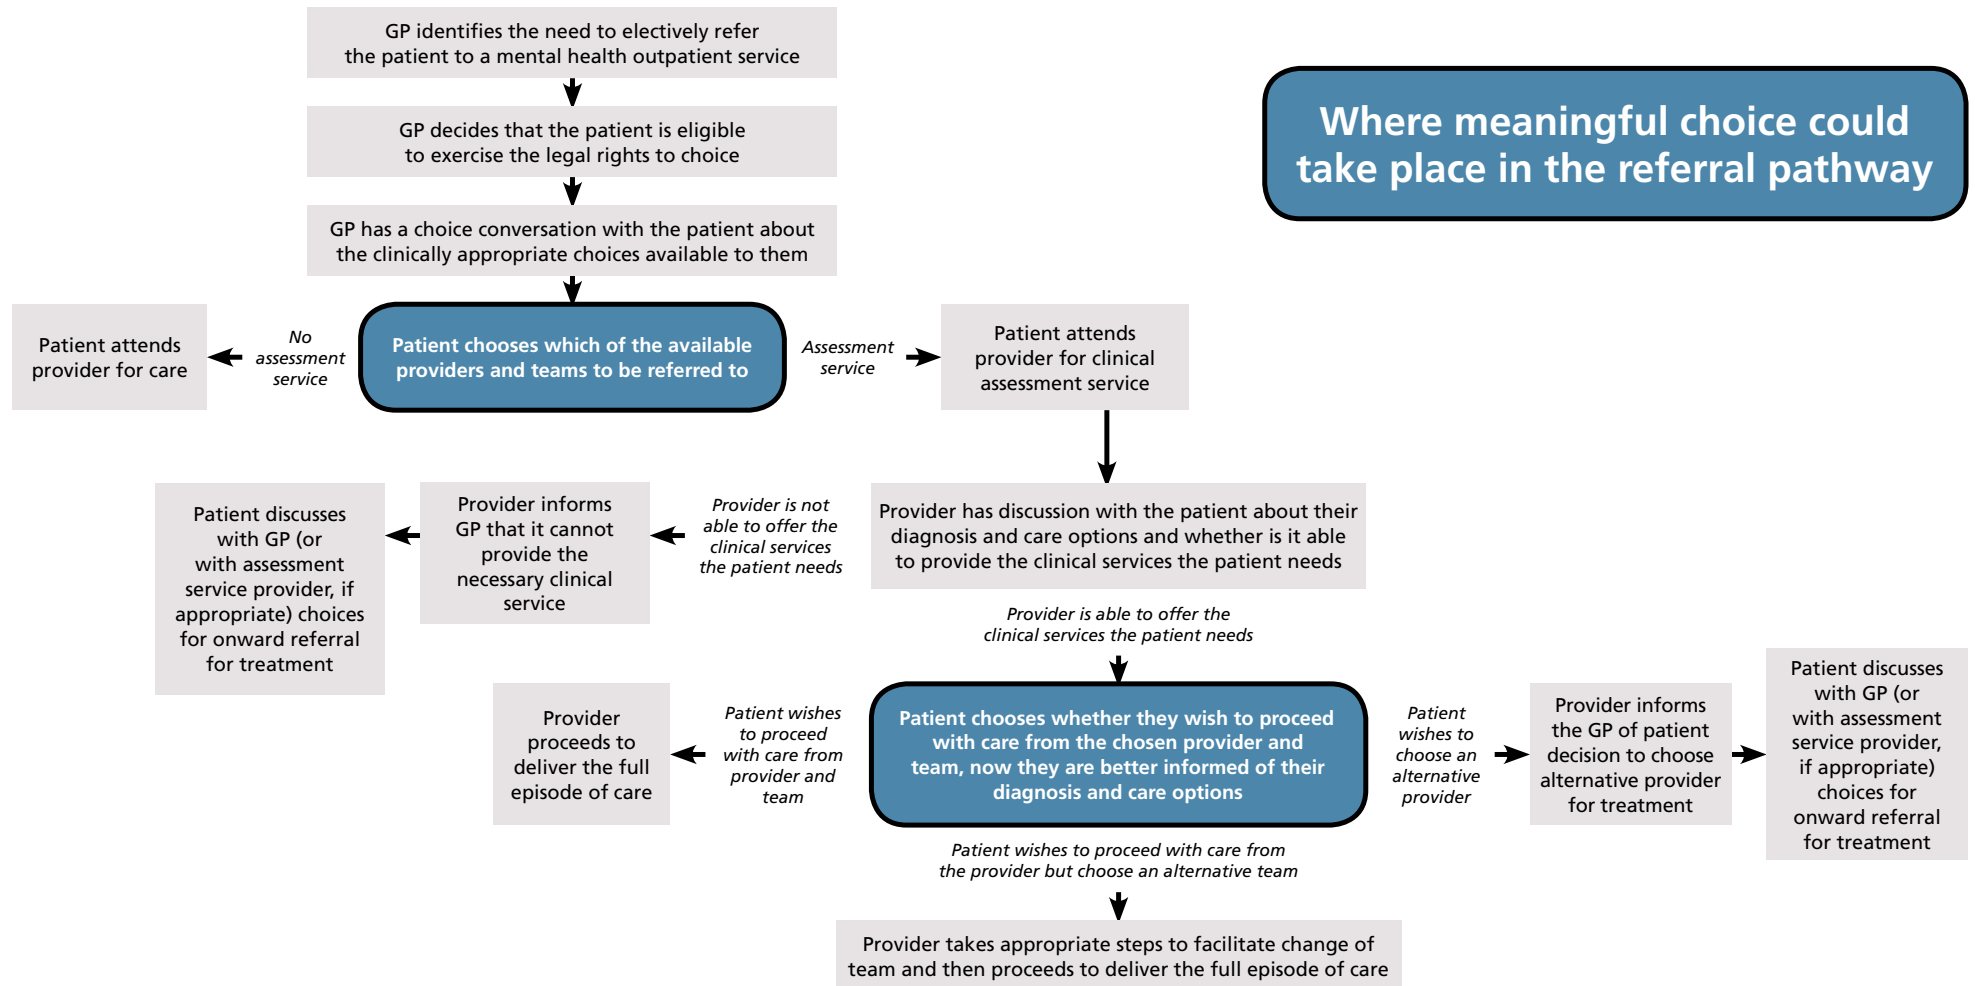 GP identifies the need to electively refer
the patient to a mental health outpatient service
Where meaningful choice could
take place in the referral pathway
GP decides that the patient is eligible
to exercise the legal rights to choice
GP has a choice conversation with the patient about
the clinically appropriate choices available to them
Patient attends
provider for care
No
assessment
service
Patient chooses which of the available
providers and teams to be referred to
Assessment
service
Patient attends
provider for clinical
assessment service
Patient discusses
with GP (or
with assessment
service provider, if
appropriate) choices
for onward referral
for treatment
Provider informs
GP that it cannot
provide the
necessary clinical
service
Provider is not
able to offer the
clinical services
the patient needs
Provider has discussion with the patient about their
diagnosis and care options and whether is it able
to provide the clinical services the patient needs
Provider is able to offer the
clinical services the patient needs
Provider
proceeds to
deliver the full
episode of care
Patient wishes
to proceed
with care from
provider and
team
Patient chooses whether they wish to proceed
with care from the chosen provider and
team, now they are better informed of their
diagnosis and care options
Patient
wishes to
choose an
alternative
provider
Provider informs
the GP of patient
decision to choose
alternative provider
for treatment
Patient discusses
with GP (or
with assessment
service provider,
if appropriate)
choices for
onward referral
for treatment
Patient wishes to proceed with care from
the provider but choose an alternative team
Provider takes appropriate steps to facilitate change of
team and then proceeds to deliver the full episode of care